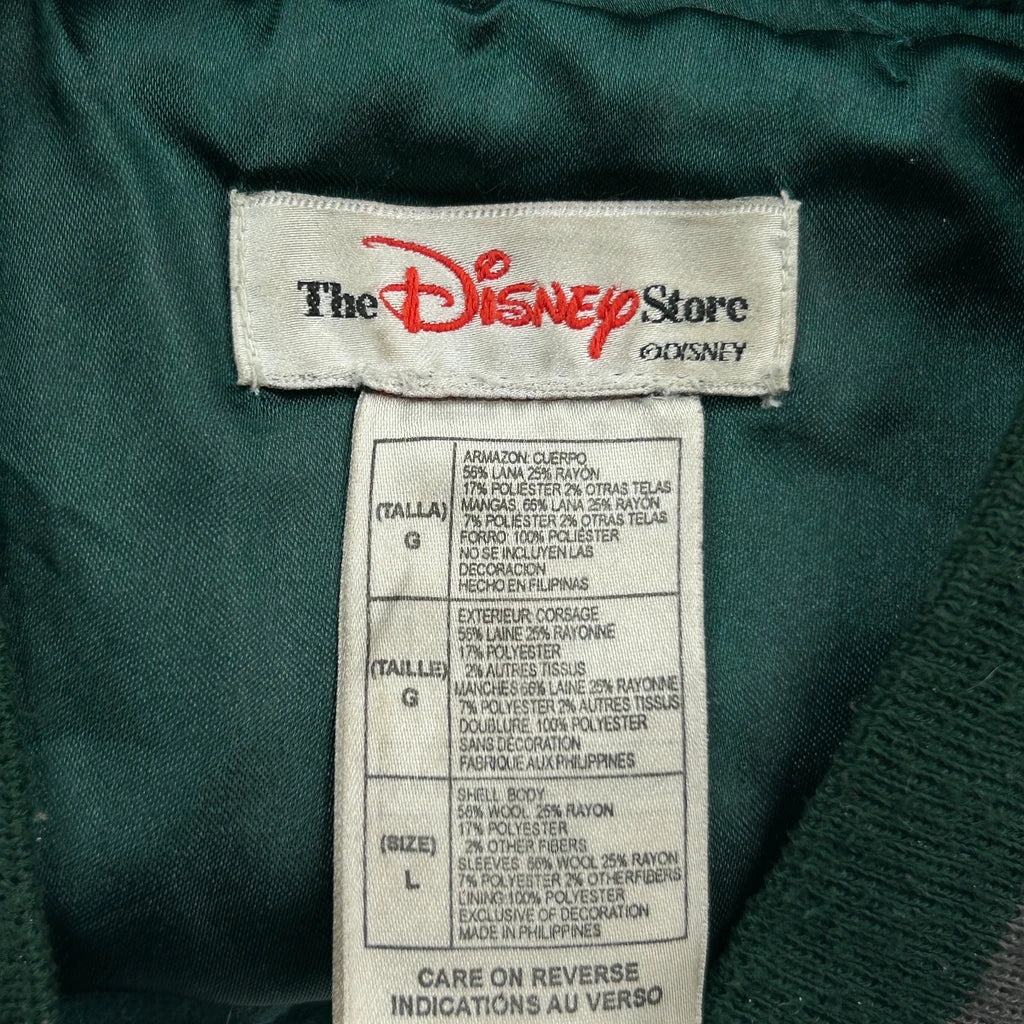 The Disney Store
©DISNEY
(TALLA)
G
ARMAZON: CUERPO
56% LANA 25% RAYON
17% POLIESTER 2% OTRAS TELAS
MANGAS: 66% LANA 25% RAYON
7% POLIESTER 2% OTRAS TELAS
FORRO: 100% POLIESTER
NO SE INCLUYEN LAS
DECORACION
HECHO EN FILIPINAS
(TAILLE)
G
EXTERIEUR: CORSAGE
56% LAINE 25% RAYONNE
17% POLYESTER
2% AUTRES TISSUS
MANCHES 66% LAINE 25% RAYONNE
7% POLYESTER 2% AUTRES TISSUS
DOUBLURE: 100% POLYESTER
SANS DECORATION
FABRIQUE AUX PHILIPPINES
(SIZE)
L
SHELL: BODY
56% WOOL 25% RAYON
17% POLYESTER
2% OTHER FIBERS
SLEEVES: 66% WOOL 25% RAYON
7% POLYESTER 2% OTHERFIBERS
LINING:100% POLYESTER
EXCLUSIVE OF DECORATION
MADE IN PHILIPPINES
CARE ON REVERSE
INDICATIONS AU VERSO